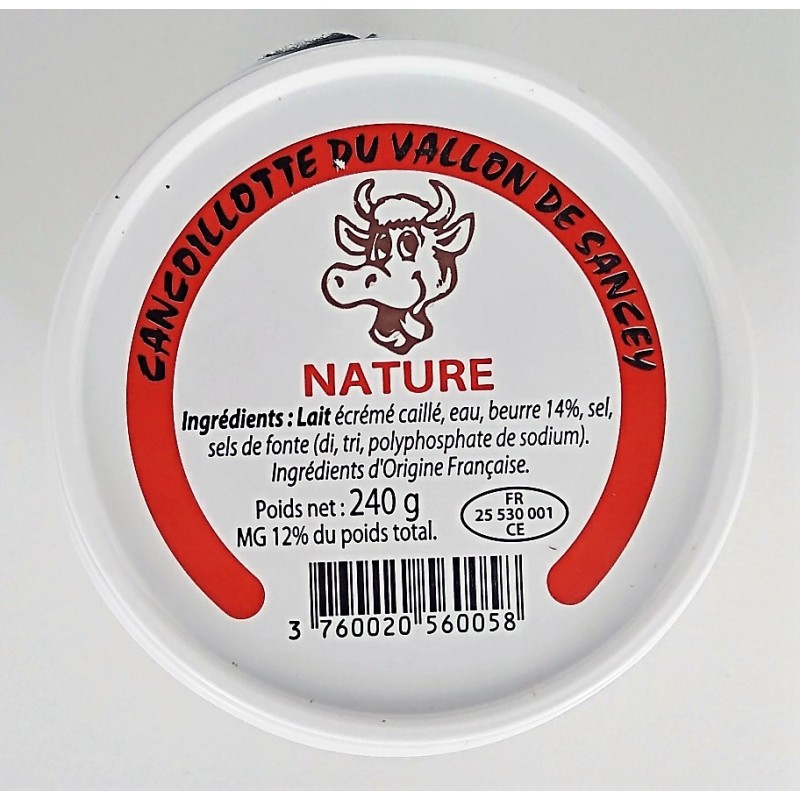 CANCOILLOTTE DU VALLON DE SANCEY
NATURE
Ingrédients : Lait écrémé caillé, eau, beurre 14%, sel,
sels de fonte (di, tri, polyphosphate de sodium).
Ingrédients d'Origine Française.
Poids net : 240 g
MG 12% du poids total.
FR
25 530 001
CE
3 760020 560058